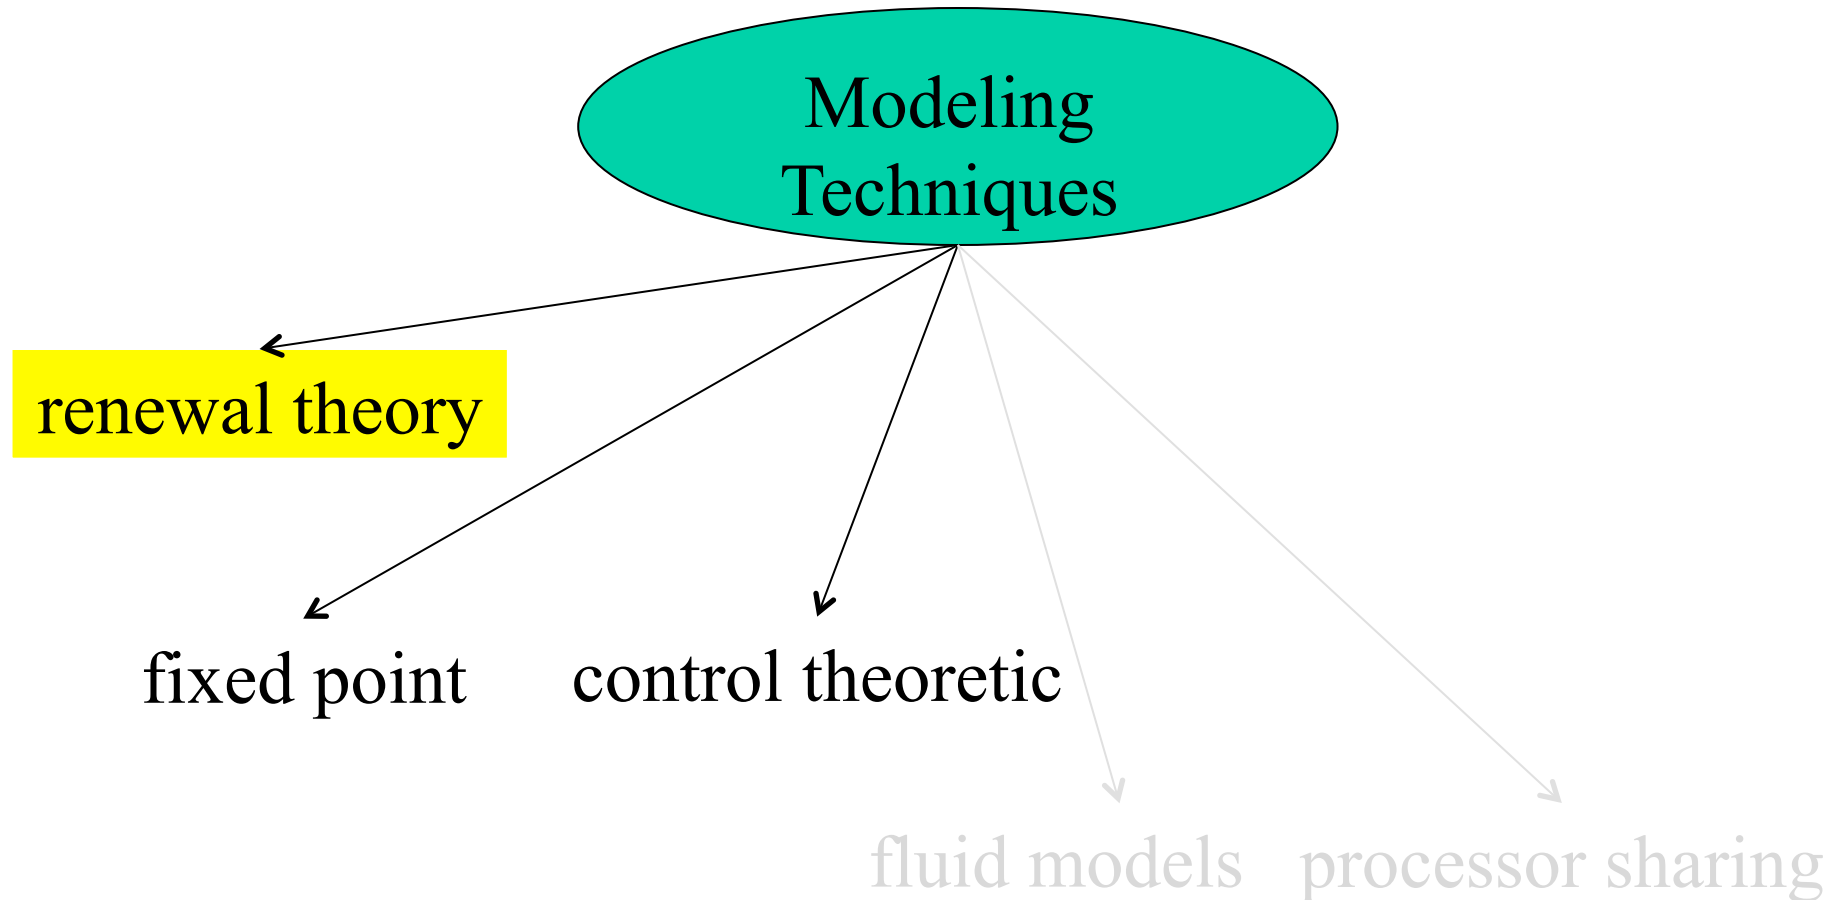 Modeling
Techniques
renewal theory
fixed point
control theoretic
fluid models
processor sharing